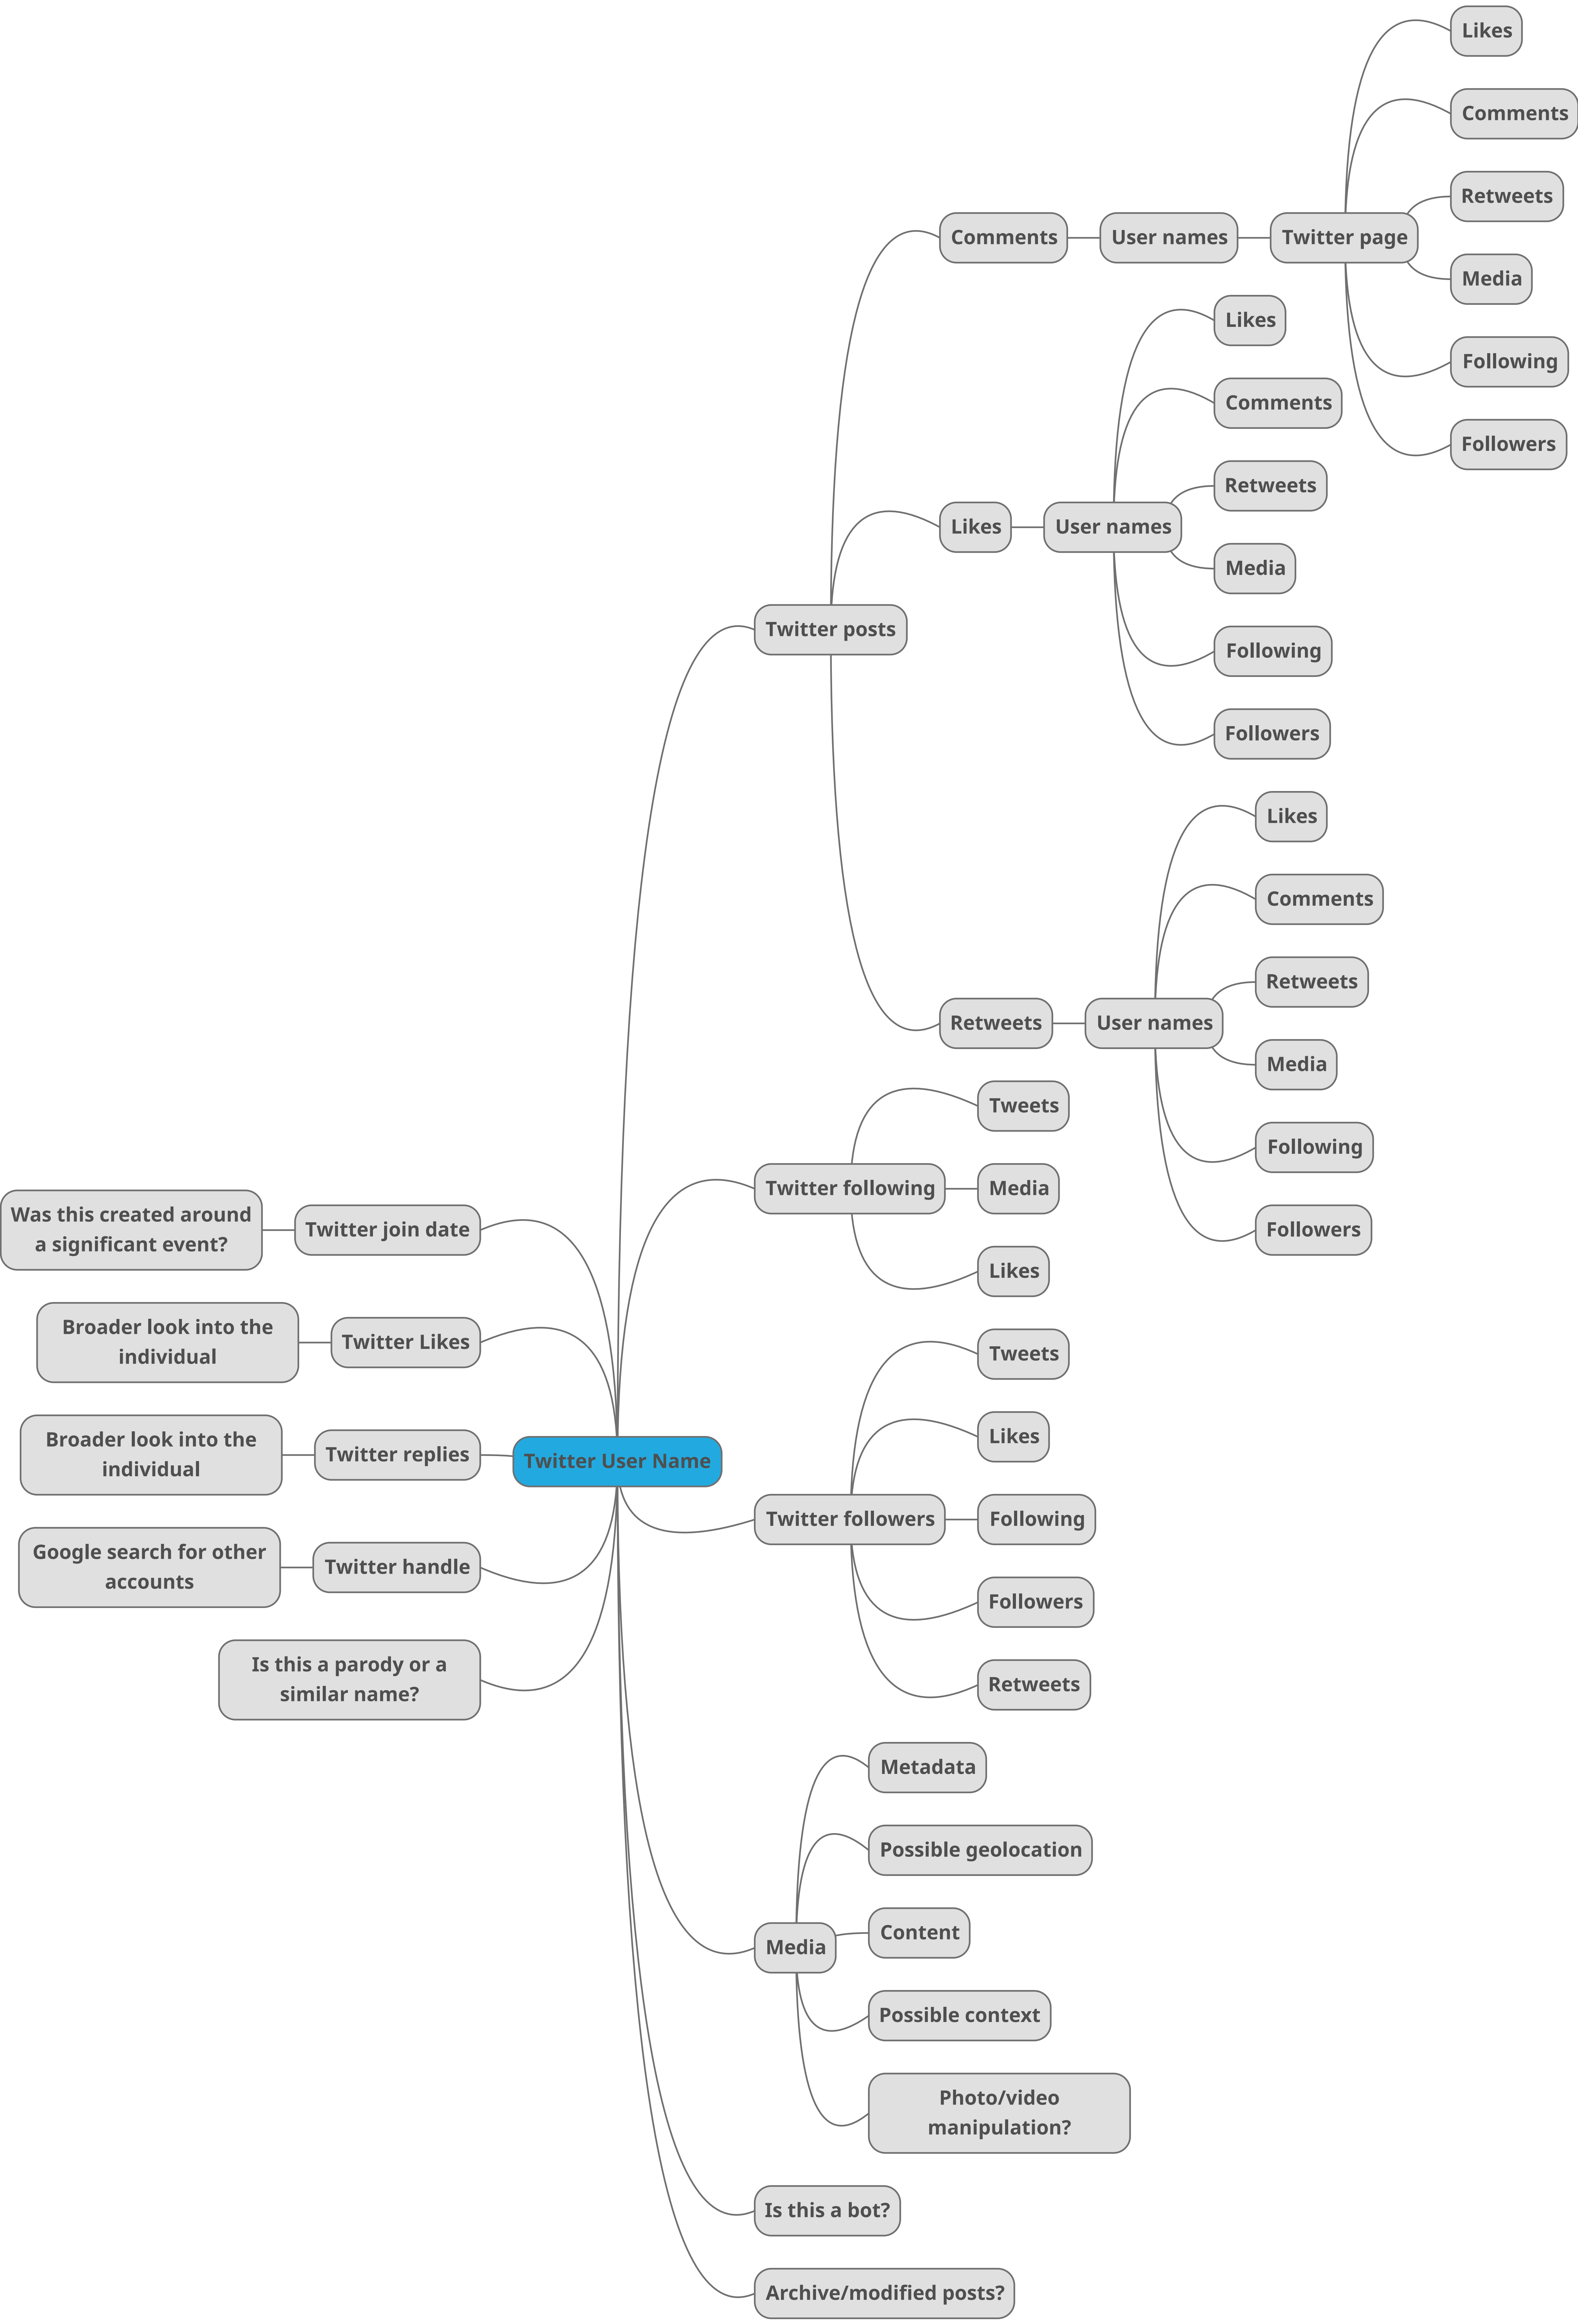 Likes
Comments
Retweets
Comments
User names
Twitter page
Media
Likes
Following
Comments
Followers
Retweets
Likes
User names
Media
Twitter posts
Following
Followers
Likes
Comments
Retweets
Retweets
User names
Media
Tweets
Following
Twitter following
Media
Followers
Likes
Was this created around
a significant event?
Twitter join date
Broader look into the
individual
Twitter Likes
Broader look into the
individual
Twitter replies
Twitter User Name
Google search for other
accounts
Twitter handle
Is this a parody or a
similar name?
Tweets
Likes
Twitter followers
Following
Followers
Retweets
Metadata
Possible geolocation
Content
Media
Possible context
Photo/video
manipulation?
Is this a bot?
Archive/modified posts?